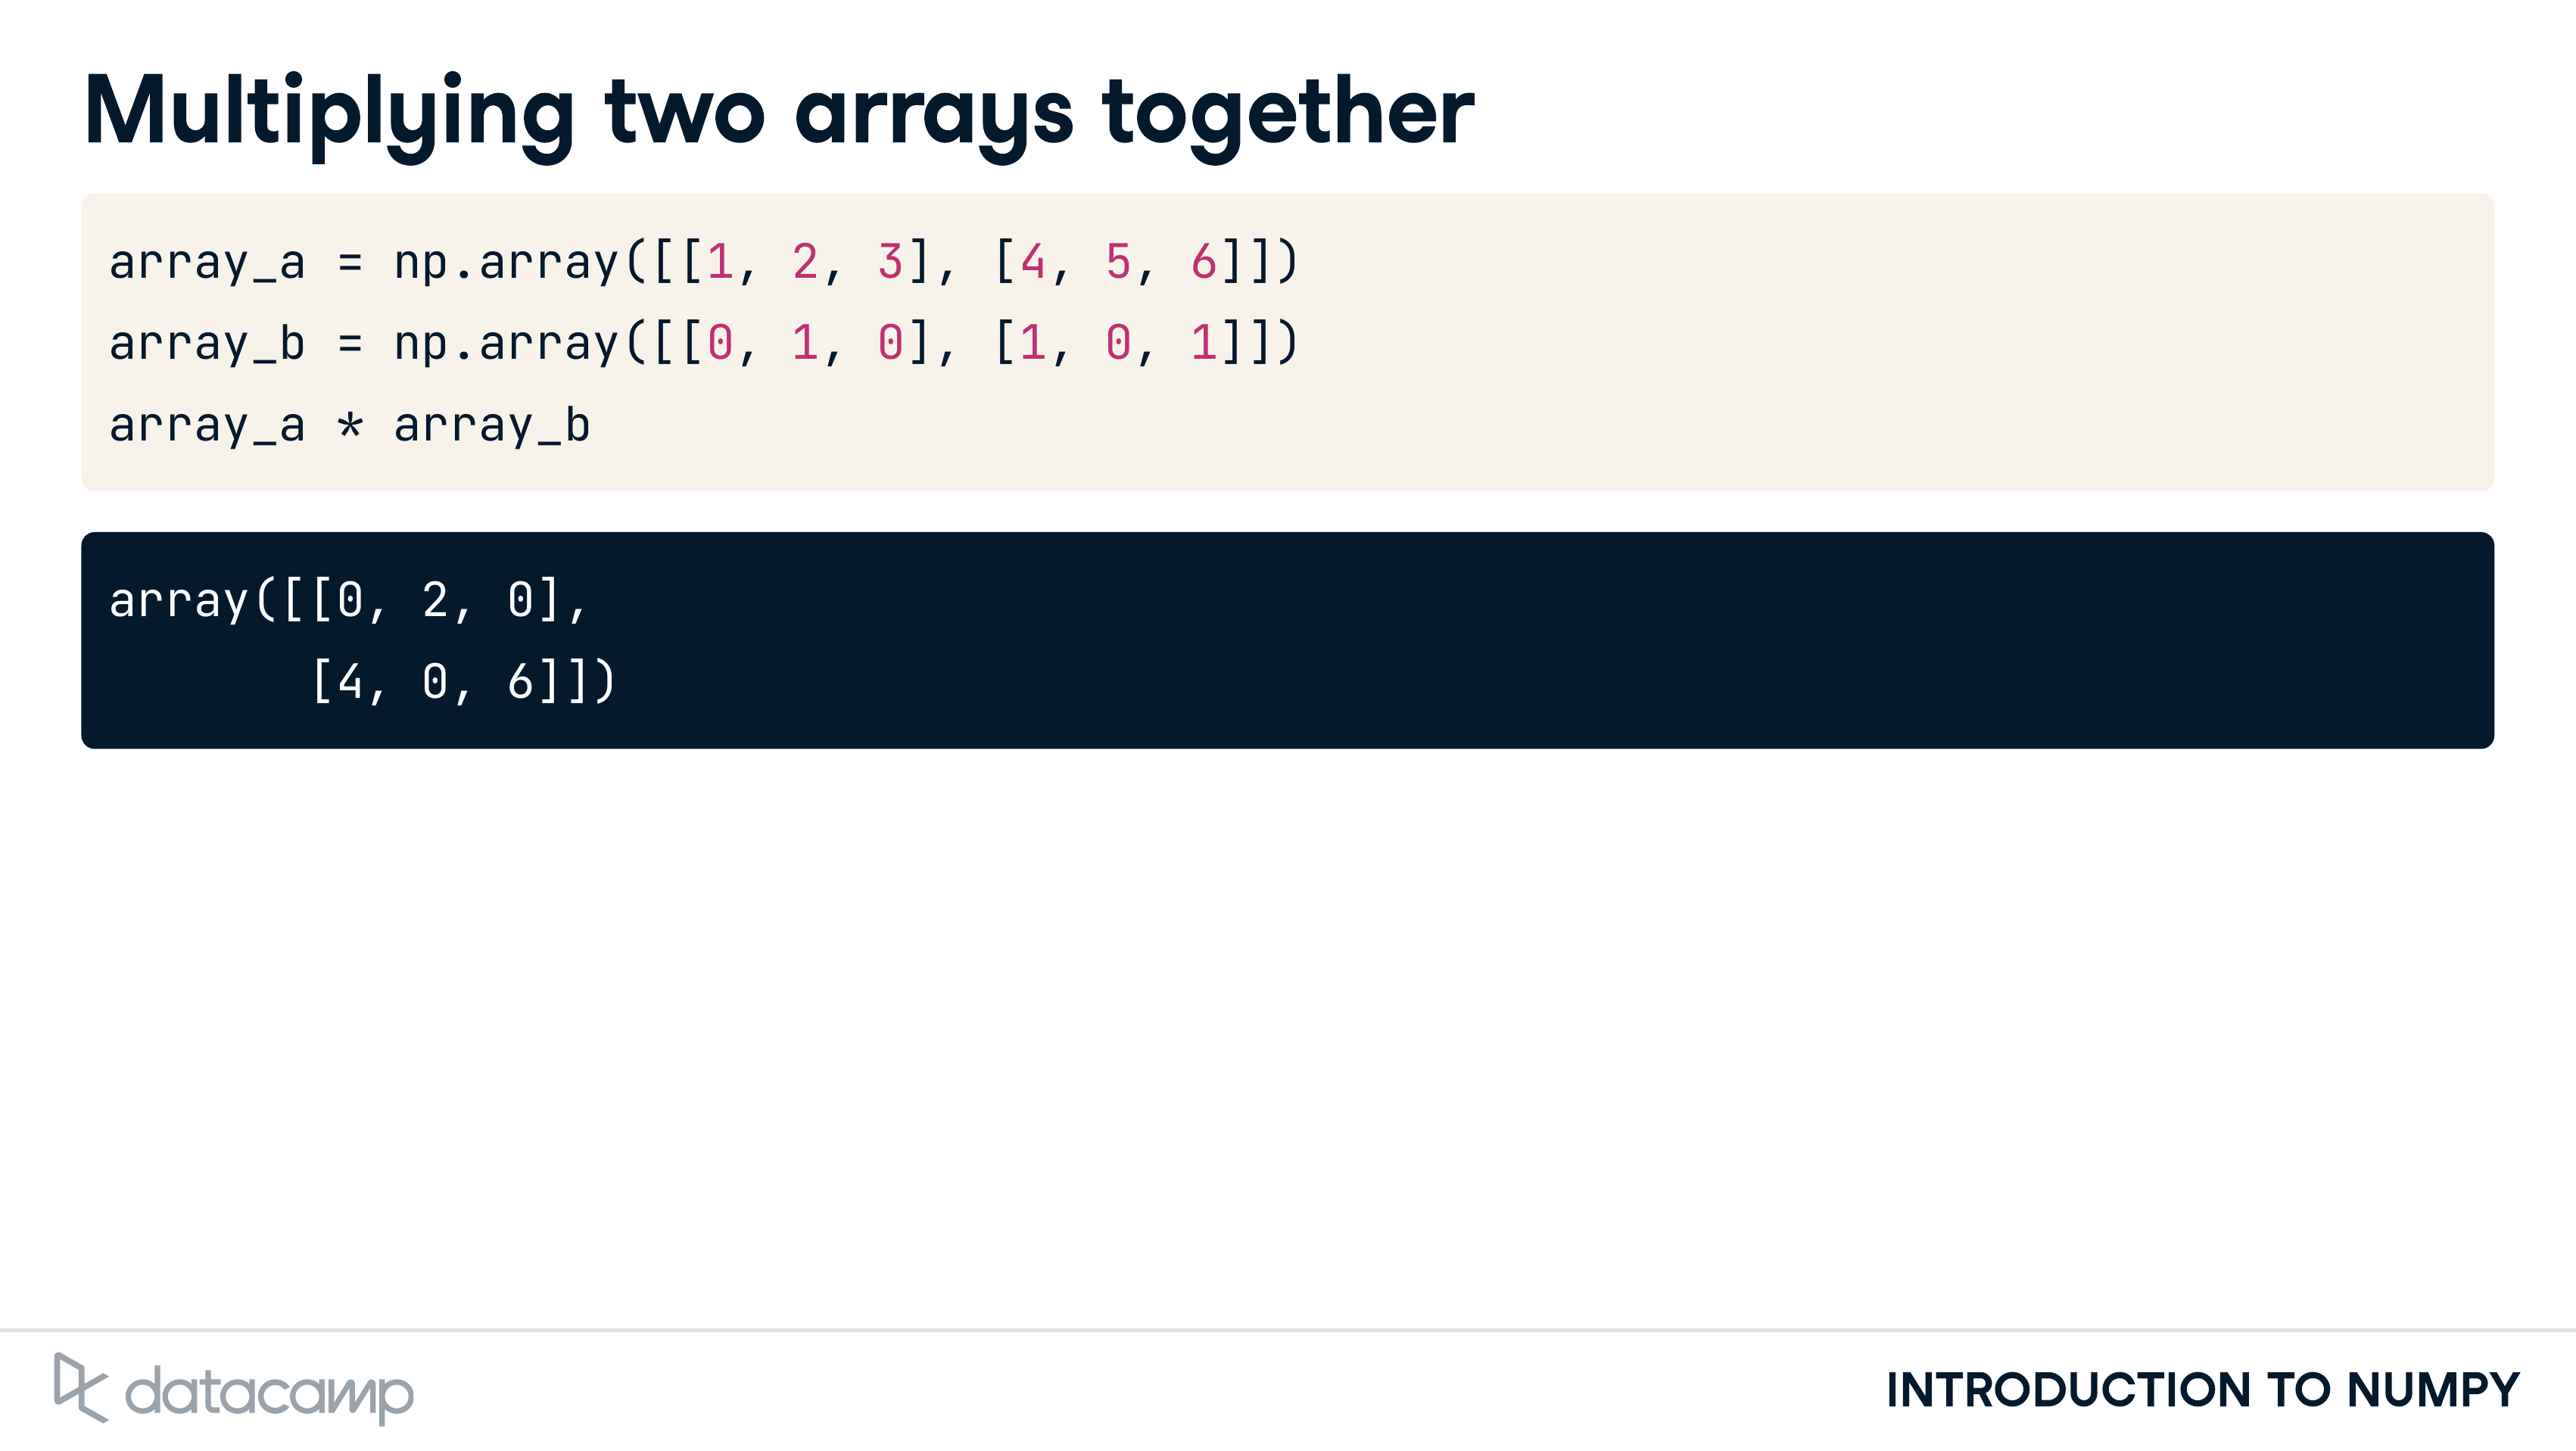 Multiplying two arrays together
array_a = np.array([[1, 2, 3], [4, 5, 6]])
array_b = np.array([[0, 1, 0], [1, 0, 1]])
array_a * array_b
array([[0, 2, 0],
       [4, 0, 6]])
datacamp
INTRODUCTION TO NUMPY